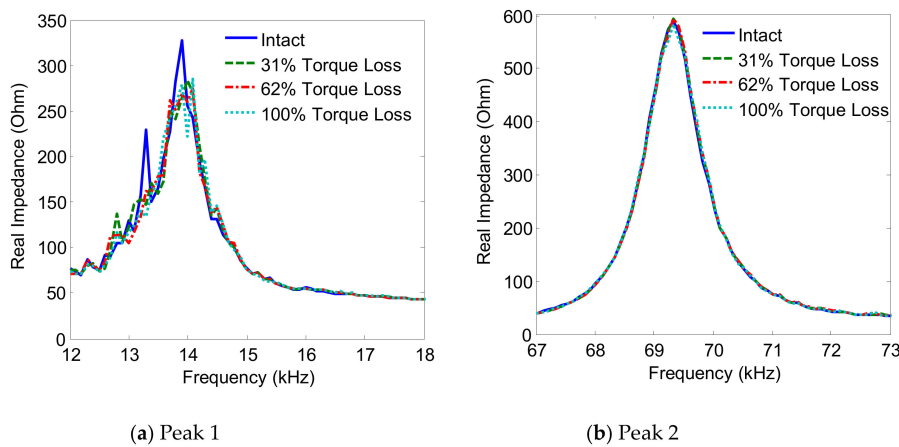 350
300
250
200
150
100
50
0
Real Impedance (Ohm)
Intact
31% Torque Loss
62% Torque Loss
100% Torque Loss
12 13 14 15 16 17 18
Frequency (kHz)
(a) Peak 1
600
500
400
300
200
100
0
Real Impedance (Ohm)
Intact
31% Torque Loss
62% Torque Loss
100% Torque Loss
67 68 69 70 71 72 73
Frequency (kHz)
(b) Peak 2